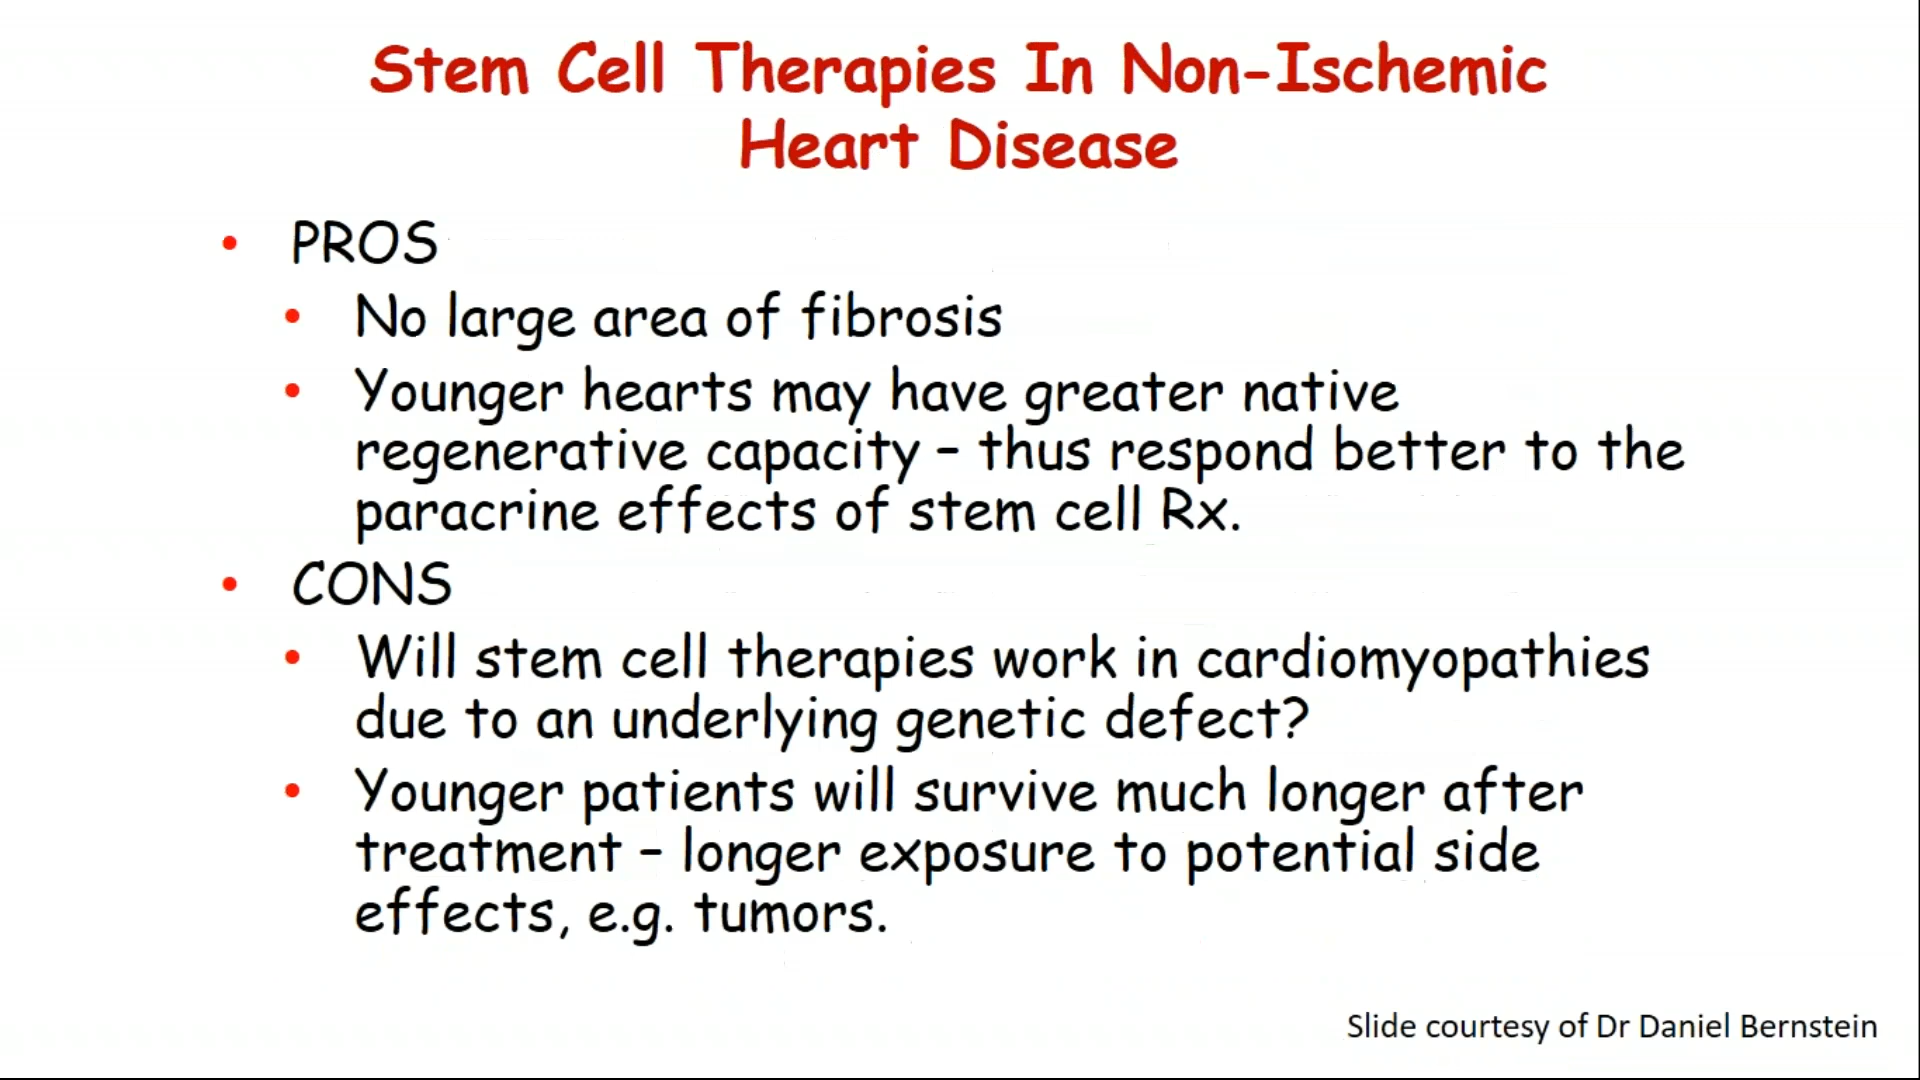 Stem Cell Therapies In Non-Ischemic
Heart Disease
• PROS
• No large area of fibrosis
• Younger hearts may have greater native
regenerative capacity – thus respond better to the
paracrine effects of stem cell Rx.
• CONS
• Will stem cell therapies work in cardiomyopathies
due to an underlying genetic defect?
• Younger patients will survive much longer after
treatment – longer exposure to potential side
effects, e.g. tumors.
Slide courtesy of Dr Daniel Bernstein